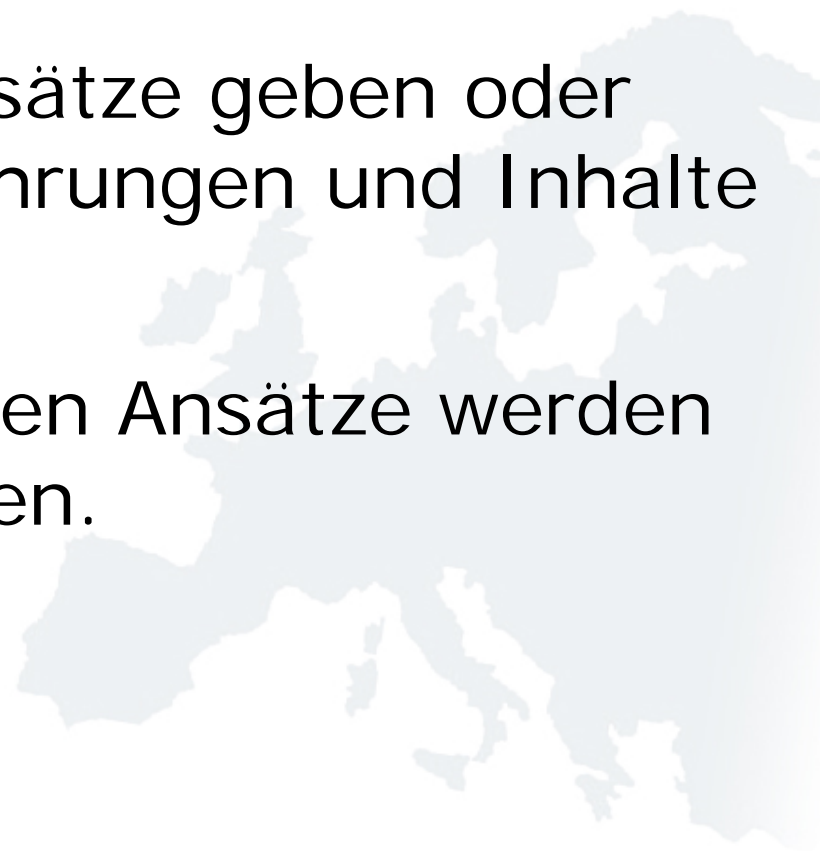 sätze geben oder
hrungen und Inhalte
en Ansätze werden
en.